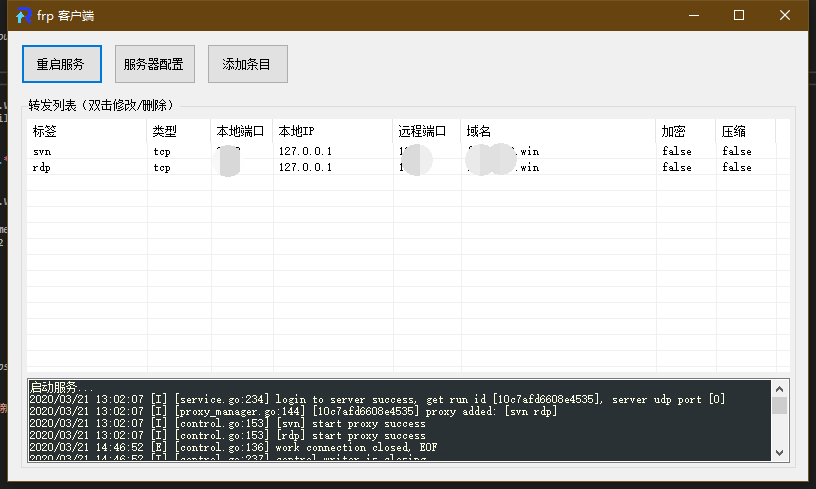 frp 客户端
重启服务 服务器配置 添加条目
转发列表（双击修改/删除）
标签 类型 本地端口 本地IP 远程端口 域名 加密 压缩
svn tcp 127.0.0.1 .win false false
rdp tcp 127.0.0.1 .win false false
启动服务...
2020/03/21 13:02:07 [I] [service.go:234] login to server success, get run id [10c7afd6608e4535], server udp port [0]
2020/03/21 13:02:07 [I] [proxy_manager.go:144] [10c7afd6608e4535] proxy added: [svn rdp]
2020/03/21 13:02:07 [I] [control.go:153] [svn] start proxy success
2020/03/21 13:02:07 [I] [control.go:153] [rdp] start proxy success
2020/03/21 14:46:52 [E] [control.go:136] work connection closed, EOF
2020/03/21 14:46:52 [I] [control.go:237] control writer is closing